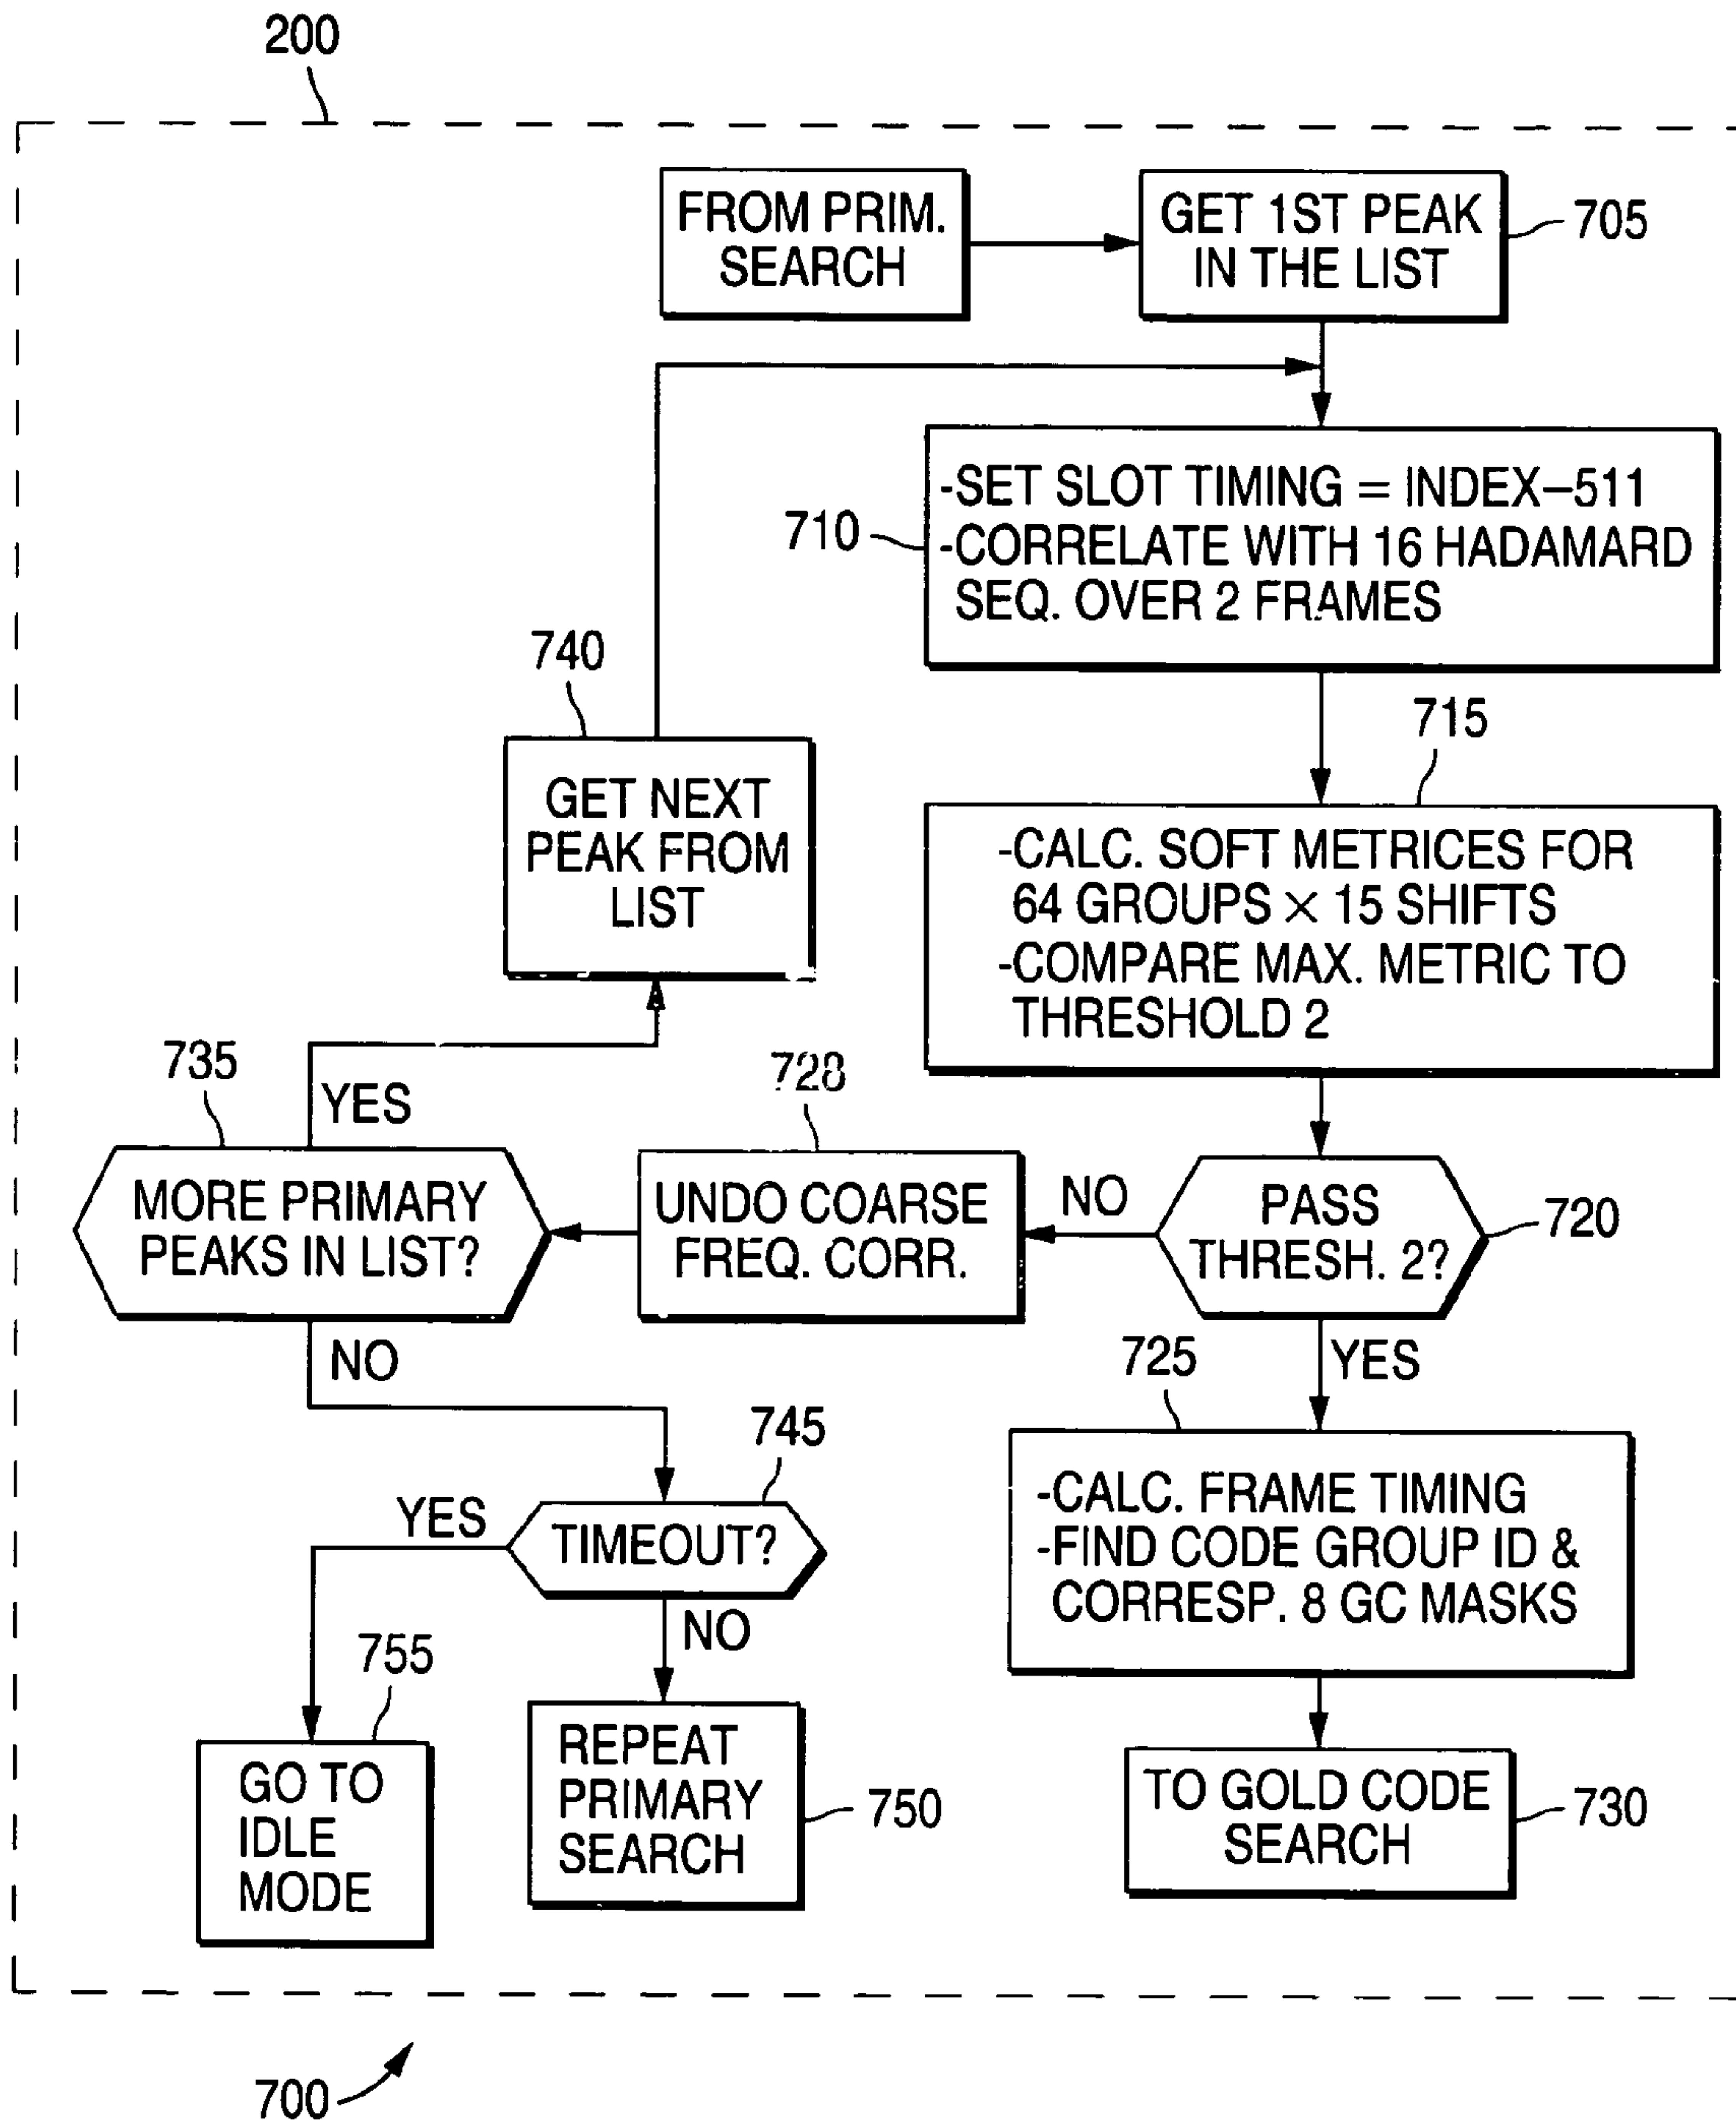 200
FROM PRIM.
SEARCH
GET 1ST PEAK
IN THE LIST
705
-SET SLOT TIMING = INDEX–511
-CORRELATE WITH 16 HADAMARD
SEQ. OVER 2 FRAMES
710
740
GET NEXT
PEAK FROM
LIST
715
-CALC. SOFT METRICES FOR
64 GROUPS × 15 SHIFTS
-COMPARE MAX. METRIC TO
THRESHOLD 2
735
YES
MORE PRIMARY
PEAKS IN LIST?
728
UNDO COARSE
FREQ. CORR.
NO
PASS
THRESH. 2?
720
NO
YES
725
-CALC. FRAME TIMING
-FIND CODE GROUP ID &
CORRESP. 8 GC MASKS
745
YES
TIMEOUT?
NO
755
GO TO
IDLE
MODE
REPEAT
PRIMARY
SEARCH
750
TO GOLD CODE
SEARCH
730
700